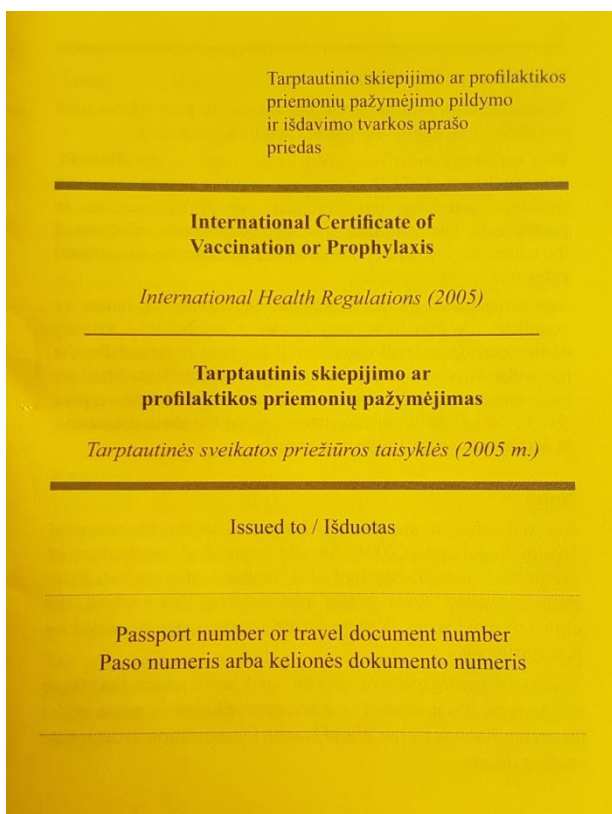 Tarptautinio skiepijimo ar profilaktikos
priemonių pažymėjimo pildymo
ir išdavimo tvarkos aprašo
priedas
International Certificate of
Vaccination or Prophylaxis
International Health Regulations (2005)
Tarptautinis skiepijimo ar
profilaktikos priemonių pažymėjimas
Tarptautinės sveikatos priežiūros taisyklės (2005 m.)
Issued to / Išduotas
Passport number or travel document number
Paso numeris arba kelionės dokumento numeris